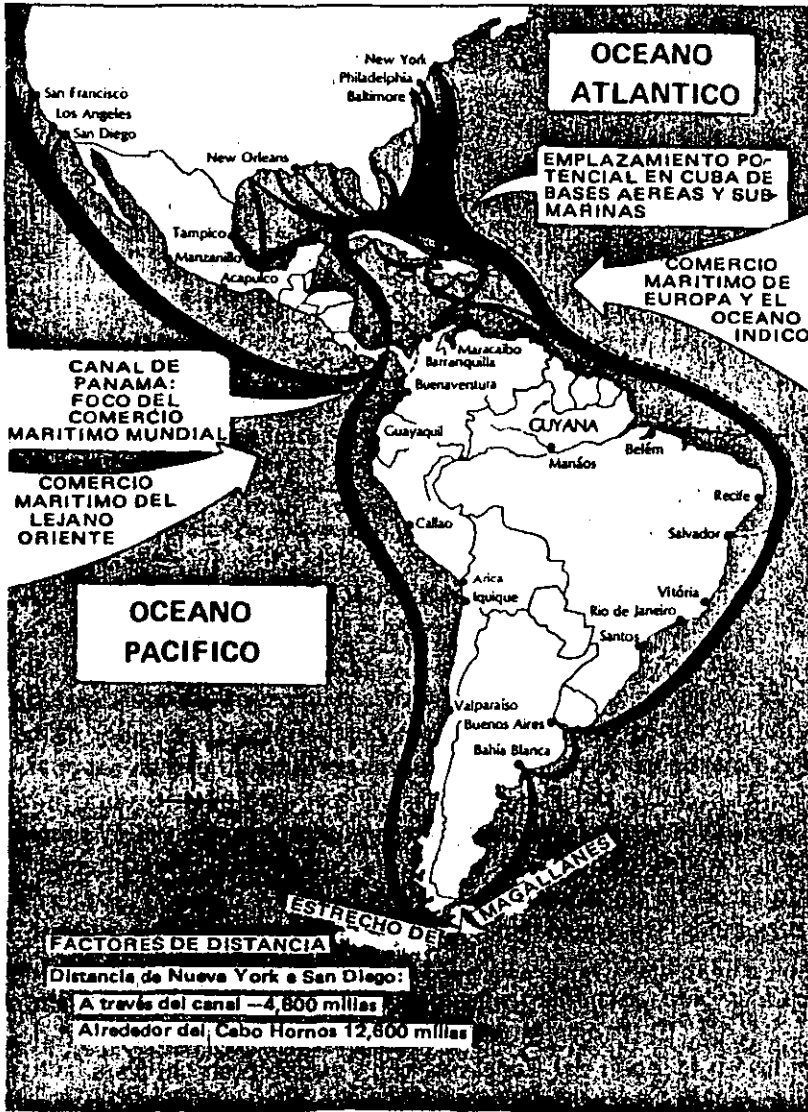 OCEANO
ATLANTICO
New York
Philadelphia
Baltimore
San Francisco
Los Angeles
San Diego
New Orleans
EMPLAZAMIENTO PO-
TENCIAL EN CUBA DE
BASES AEREAS Y SUB-
MARINAS
Tampico
Manzanillo
Acapulco
COMERCIO
MARITIMO DE
EUROPA Y EL
OCEANO
INDICO
CANAL DE
PANAMA:
FOCO DEL
COMERCIO
MARITIMO MUNDIAL
Maracaibo
Barranquilla
Buenaventura
GUYANA
Guayaquil
Manáos
Belém
COMERCIO
MARITIMO DEL
LEJANO
ORIENTE
Recife
Callao
Salvador
Arica
Iquique
Vitória
Rio de Janeiro
Santos
OCEANO
PACIFICO
Valparaíso
Buenos Aires
Bahía Blanca
ESTRECHO DE
MAGALLANES
FACTORES DE DISTANCIA
Distancia de Nueva York a San Diego:
A través del canal —4,600 millas
Alrededor del Cabo Hornos 12,600 millas